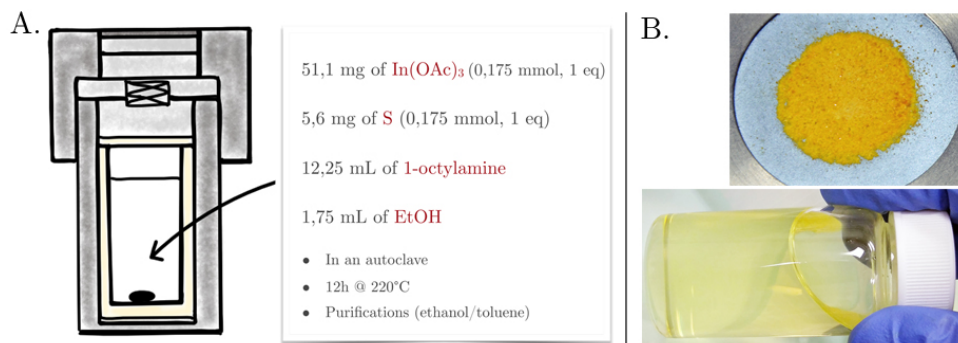 A.
51,1 mg of In(OAc)₃ (0,175 mmol, 1 eq)
5,6 mg of S (0,175 mmol, 1 eq)
12,25 mL of 1-octylamine
1,75 mL of EtOH
● In an autoclave
● 12h @ 220°C
● Purifications (ethanol/toluene)
B.